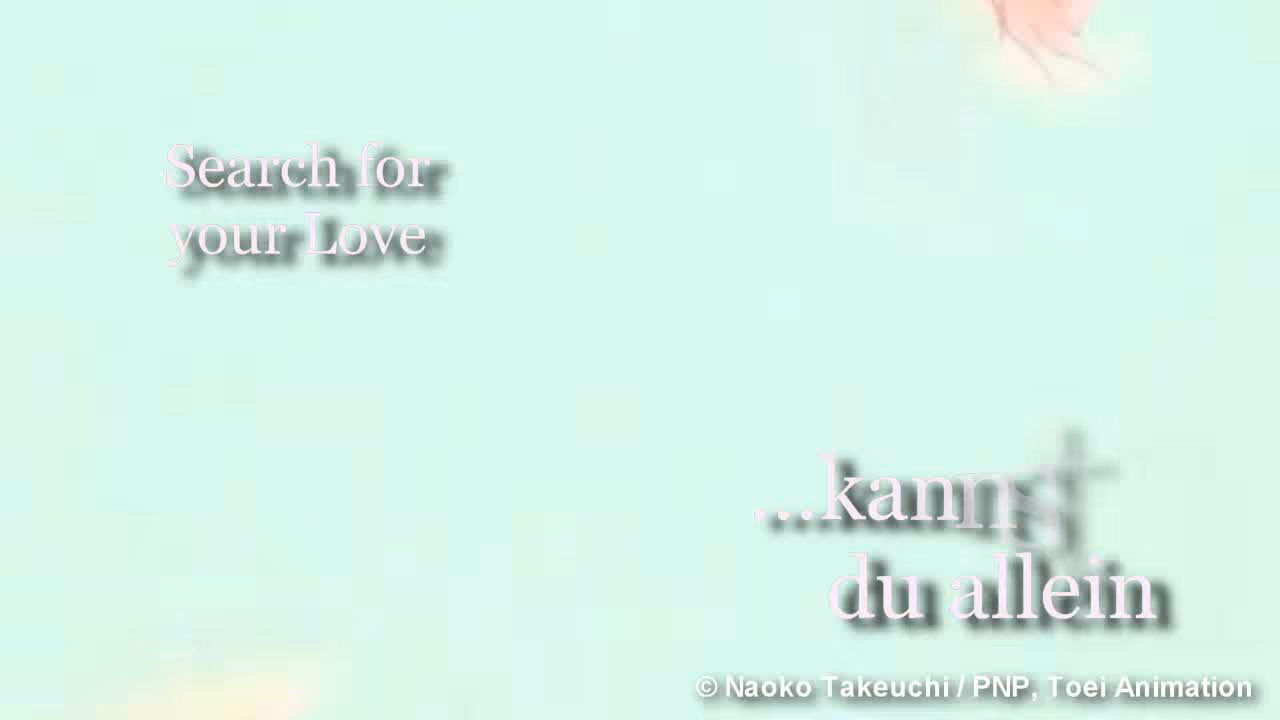 Search for
your Love
...kannst
du allein
© Naoko Takeuchi / PNP, Toei Animation